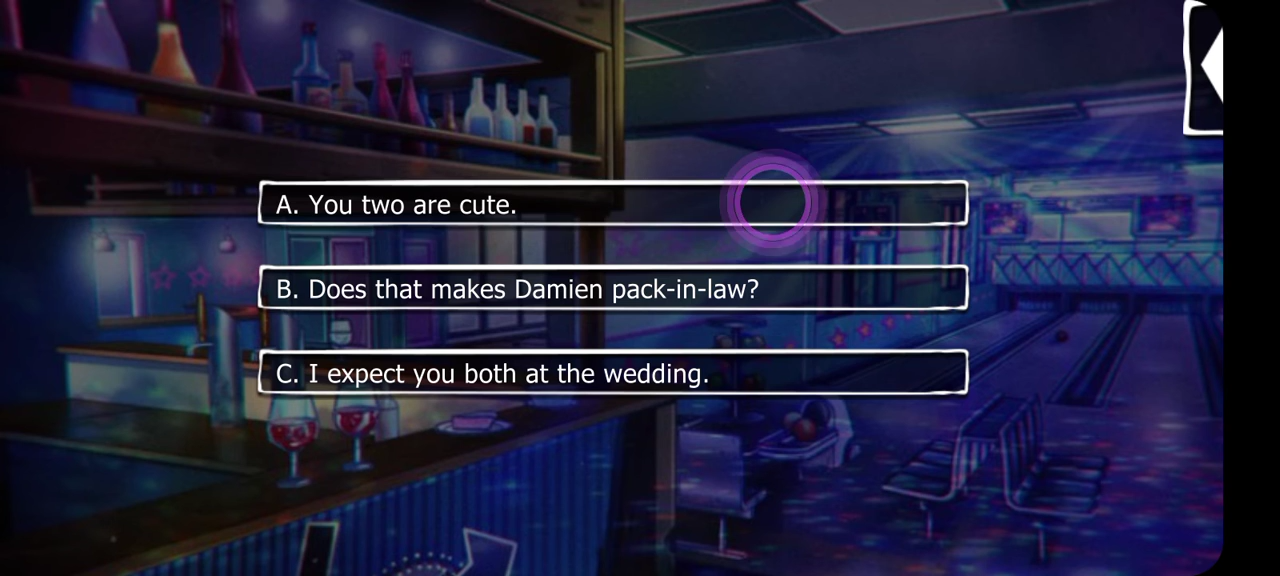 A. You two are cute.
B. Does that makes Damien pack-in-law?
C. I expect you both at the wedding.